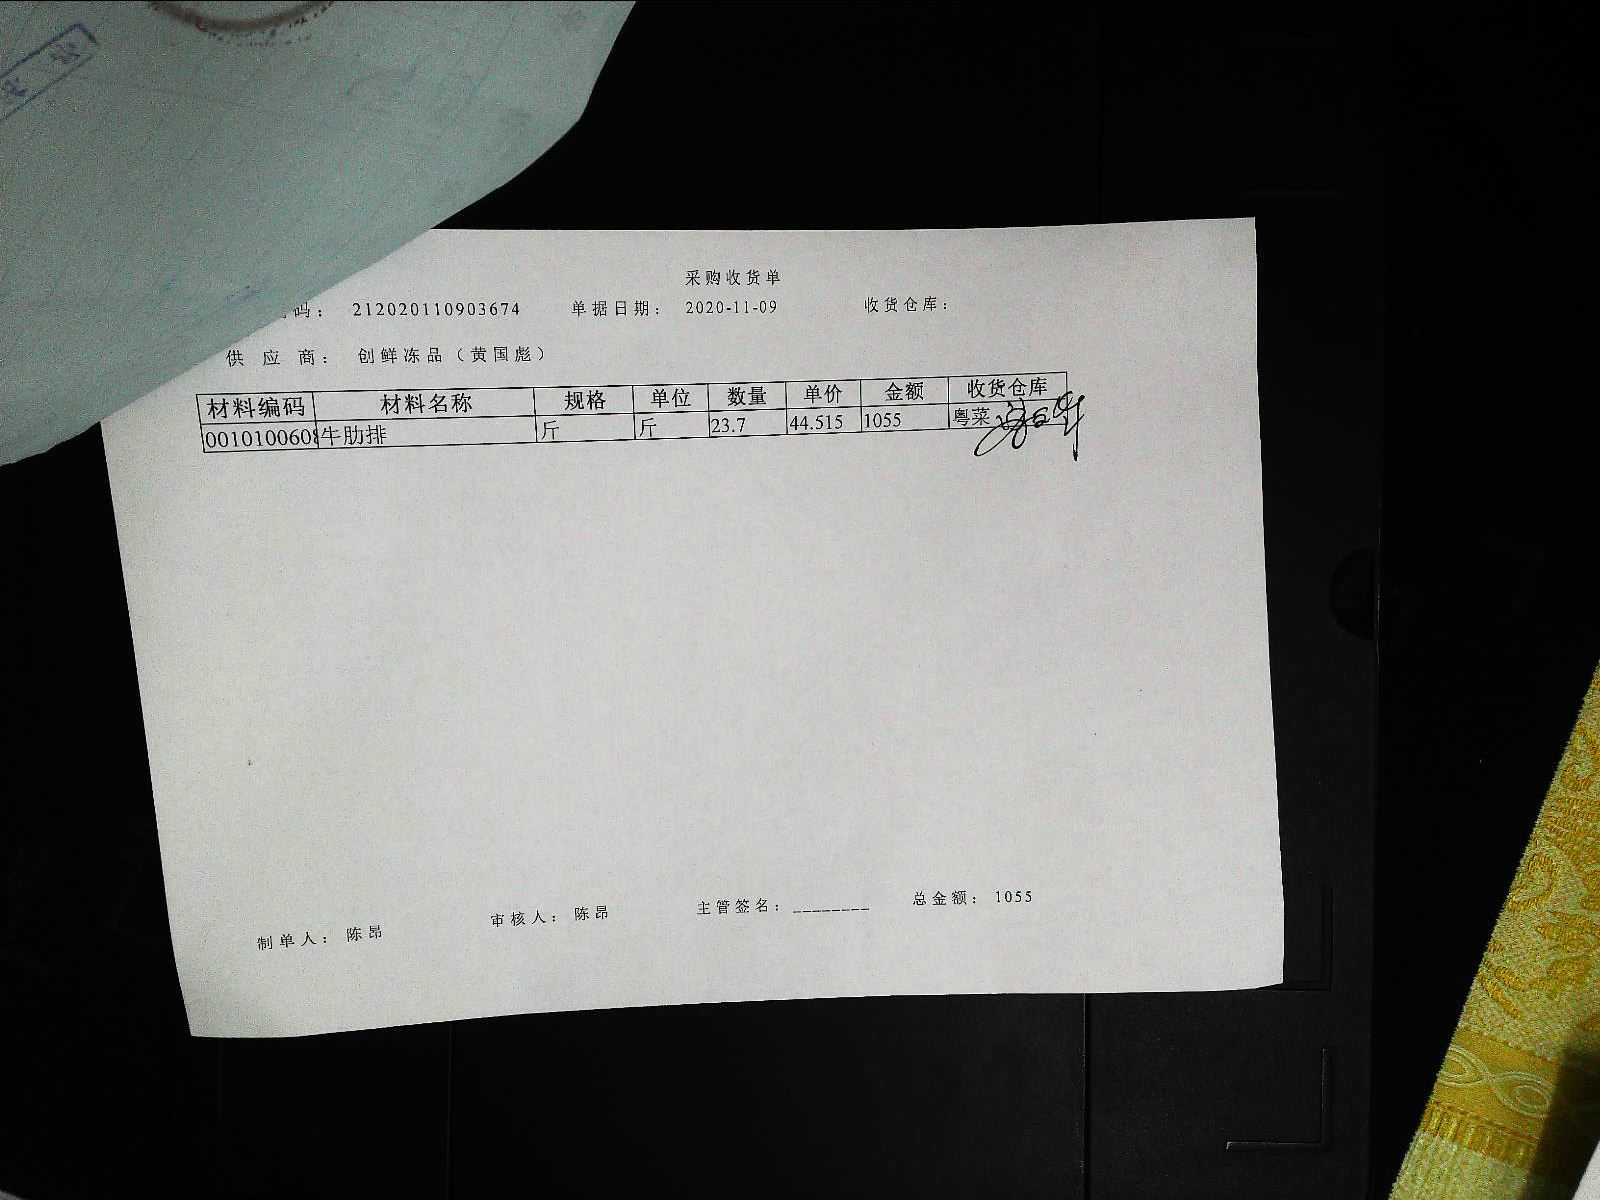 采购收货单
码： 212020110903674 单据日期： 2020-11-09 收货仓库：
供应商： 创鲜冻品（黄国彪）
材料编码 材料名称 规格 单位 数量 单价 金额 收货仓库
0010100608 牛肋排 斤 斤 23.7 44.515 1055 粤菜
制单人： 陈昂 审核人： 陈昂 主管签名：________ 总金额： 1055